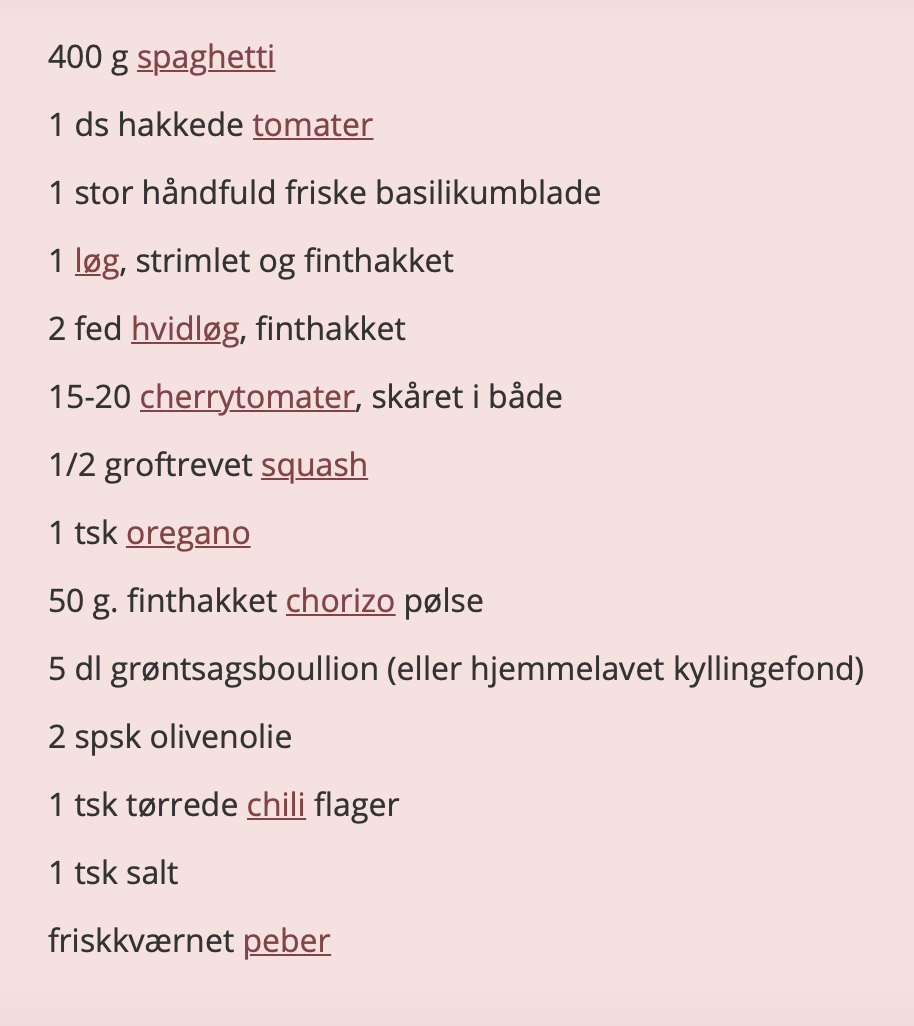 400 g spaghetti
1 ds hakkede tomater
1 stor håndfuld friske basilikumblade
1 løg, strimlet og finthakket
2 fed hvidløg, finthakket
15-20 cherrytomater, skåret i både
1/2 groftrevet squash
1 tsk oregano
50 g. finthakket chorizo pølse
5 dl grøntsagsboullion (eller hjemmelavet kyllingefond)
2 spsk olivenolie
1 tsk tørrede chili flager
1 tsk salt
friskkværnet peber